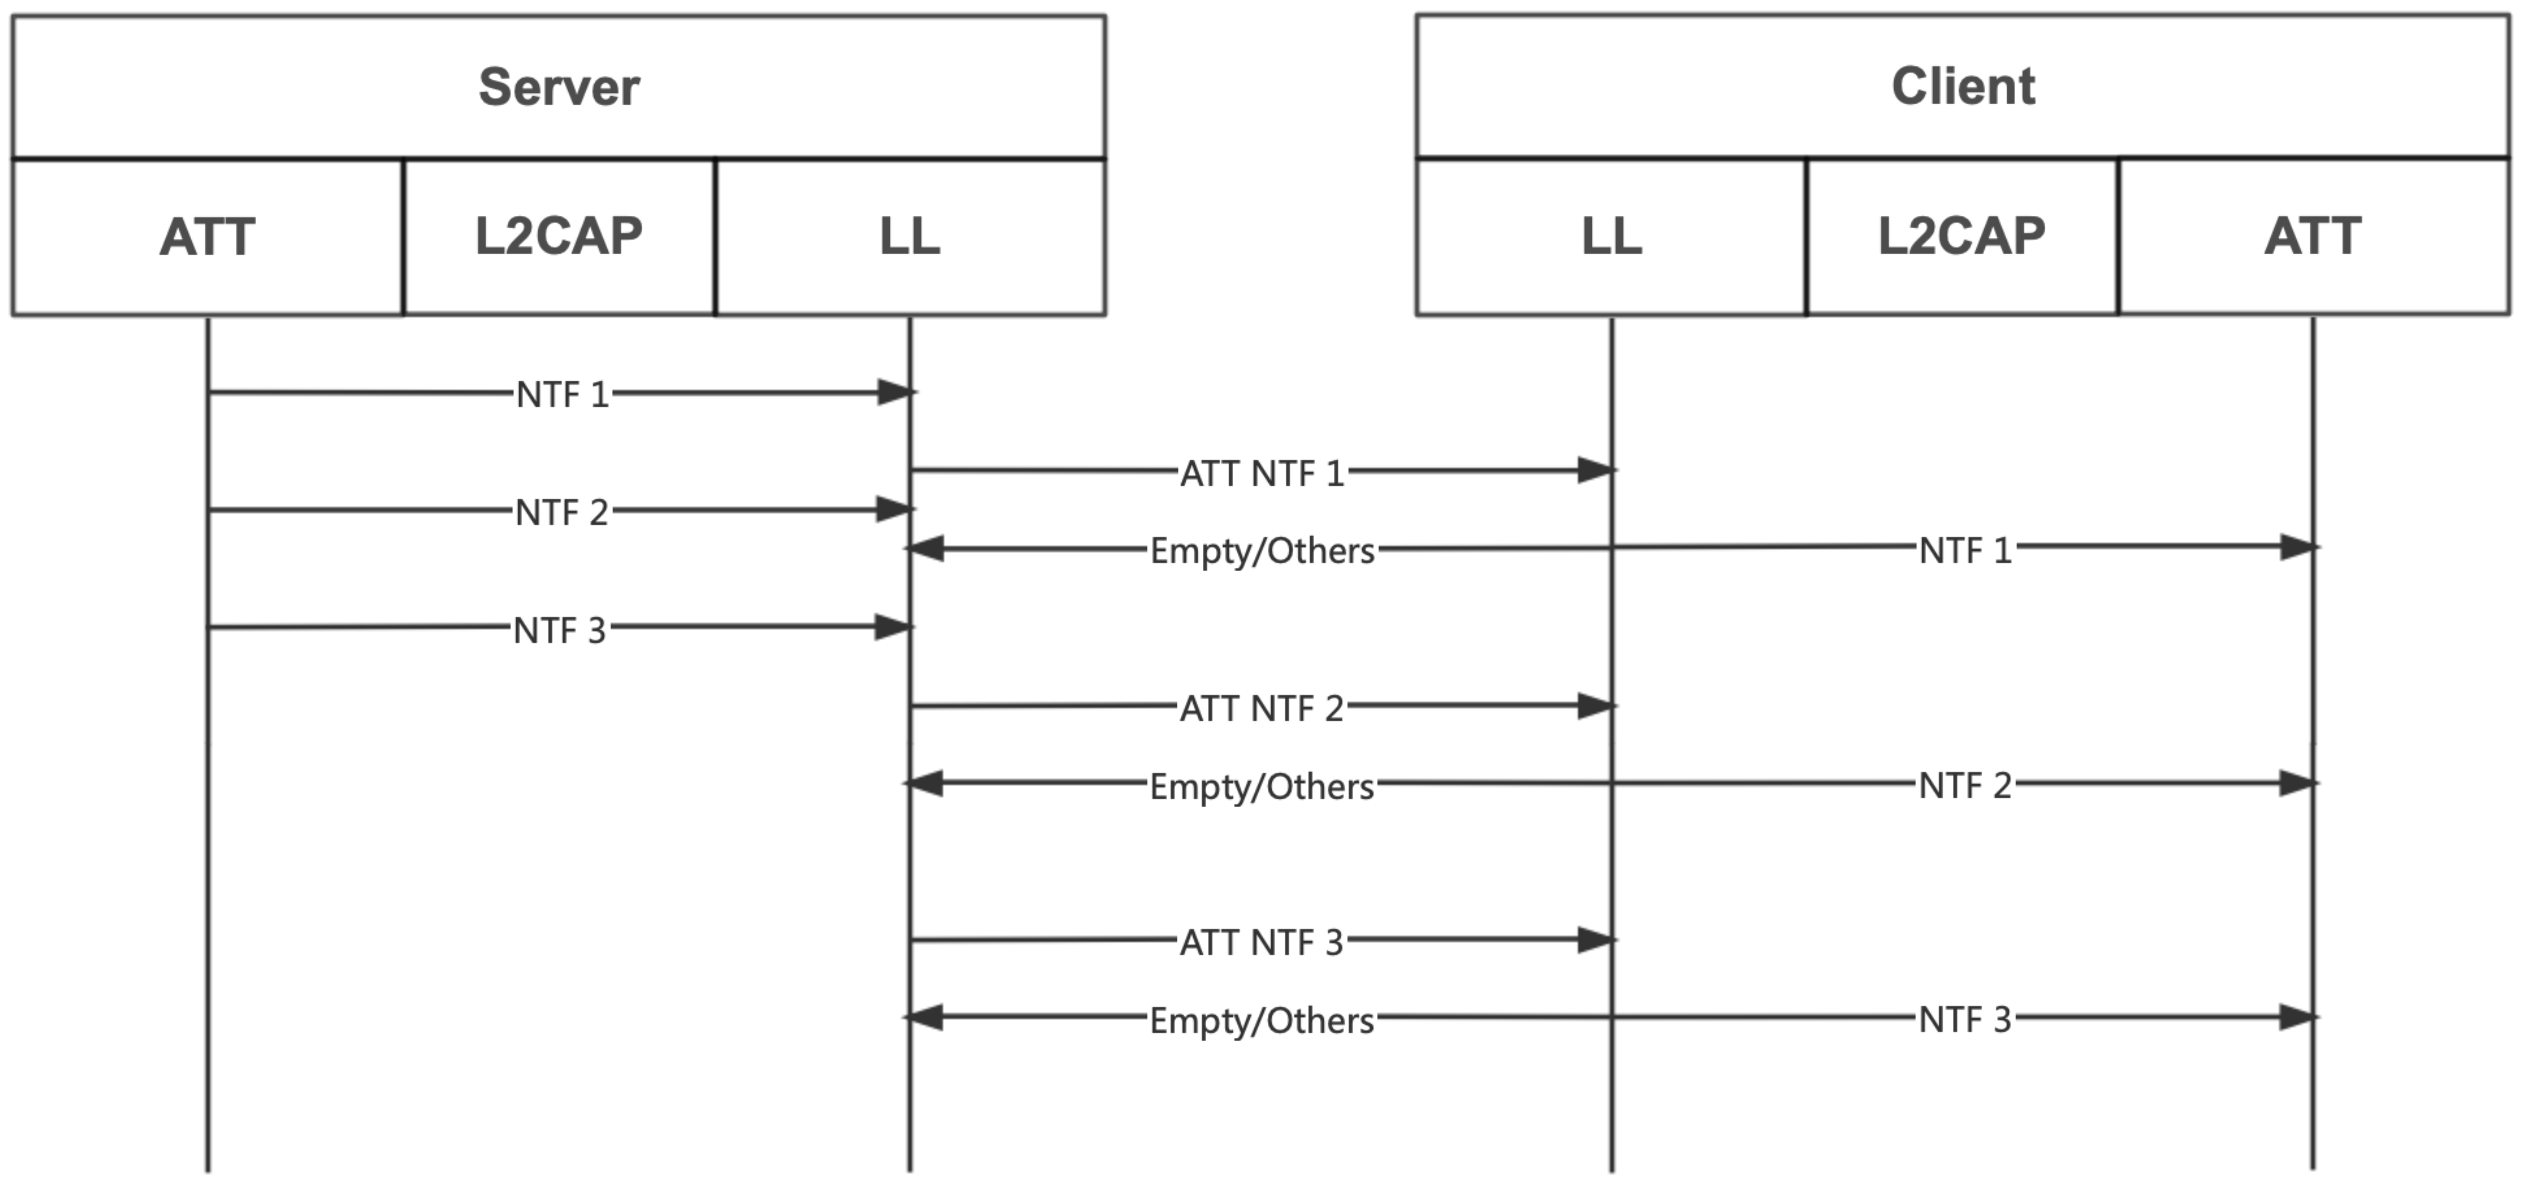 Server
Client
ATT
L2CAP
LL
LL
L2CAP
ATT
NTF 1
ATT NTF 1
NTF 2
Empty/Others
NTF 1
NTF 3
ATT NTF 2
Empty/Others
NTF 2
ATT NTF 3
Empty/Others
NTF 3